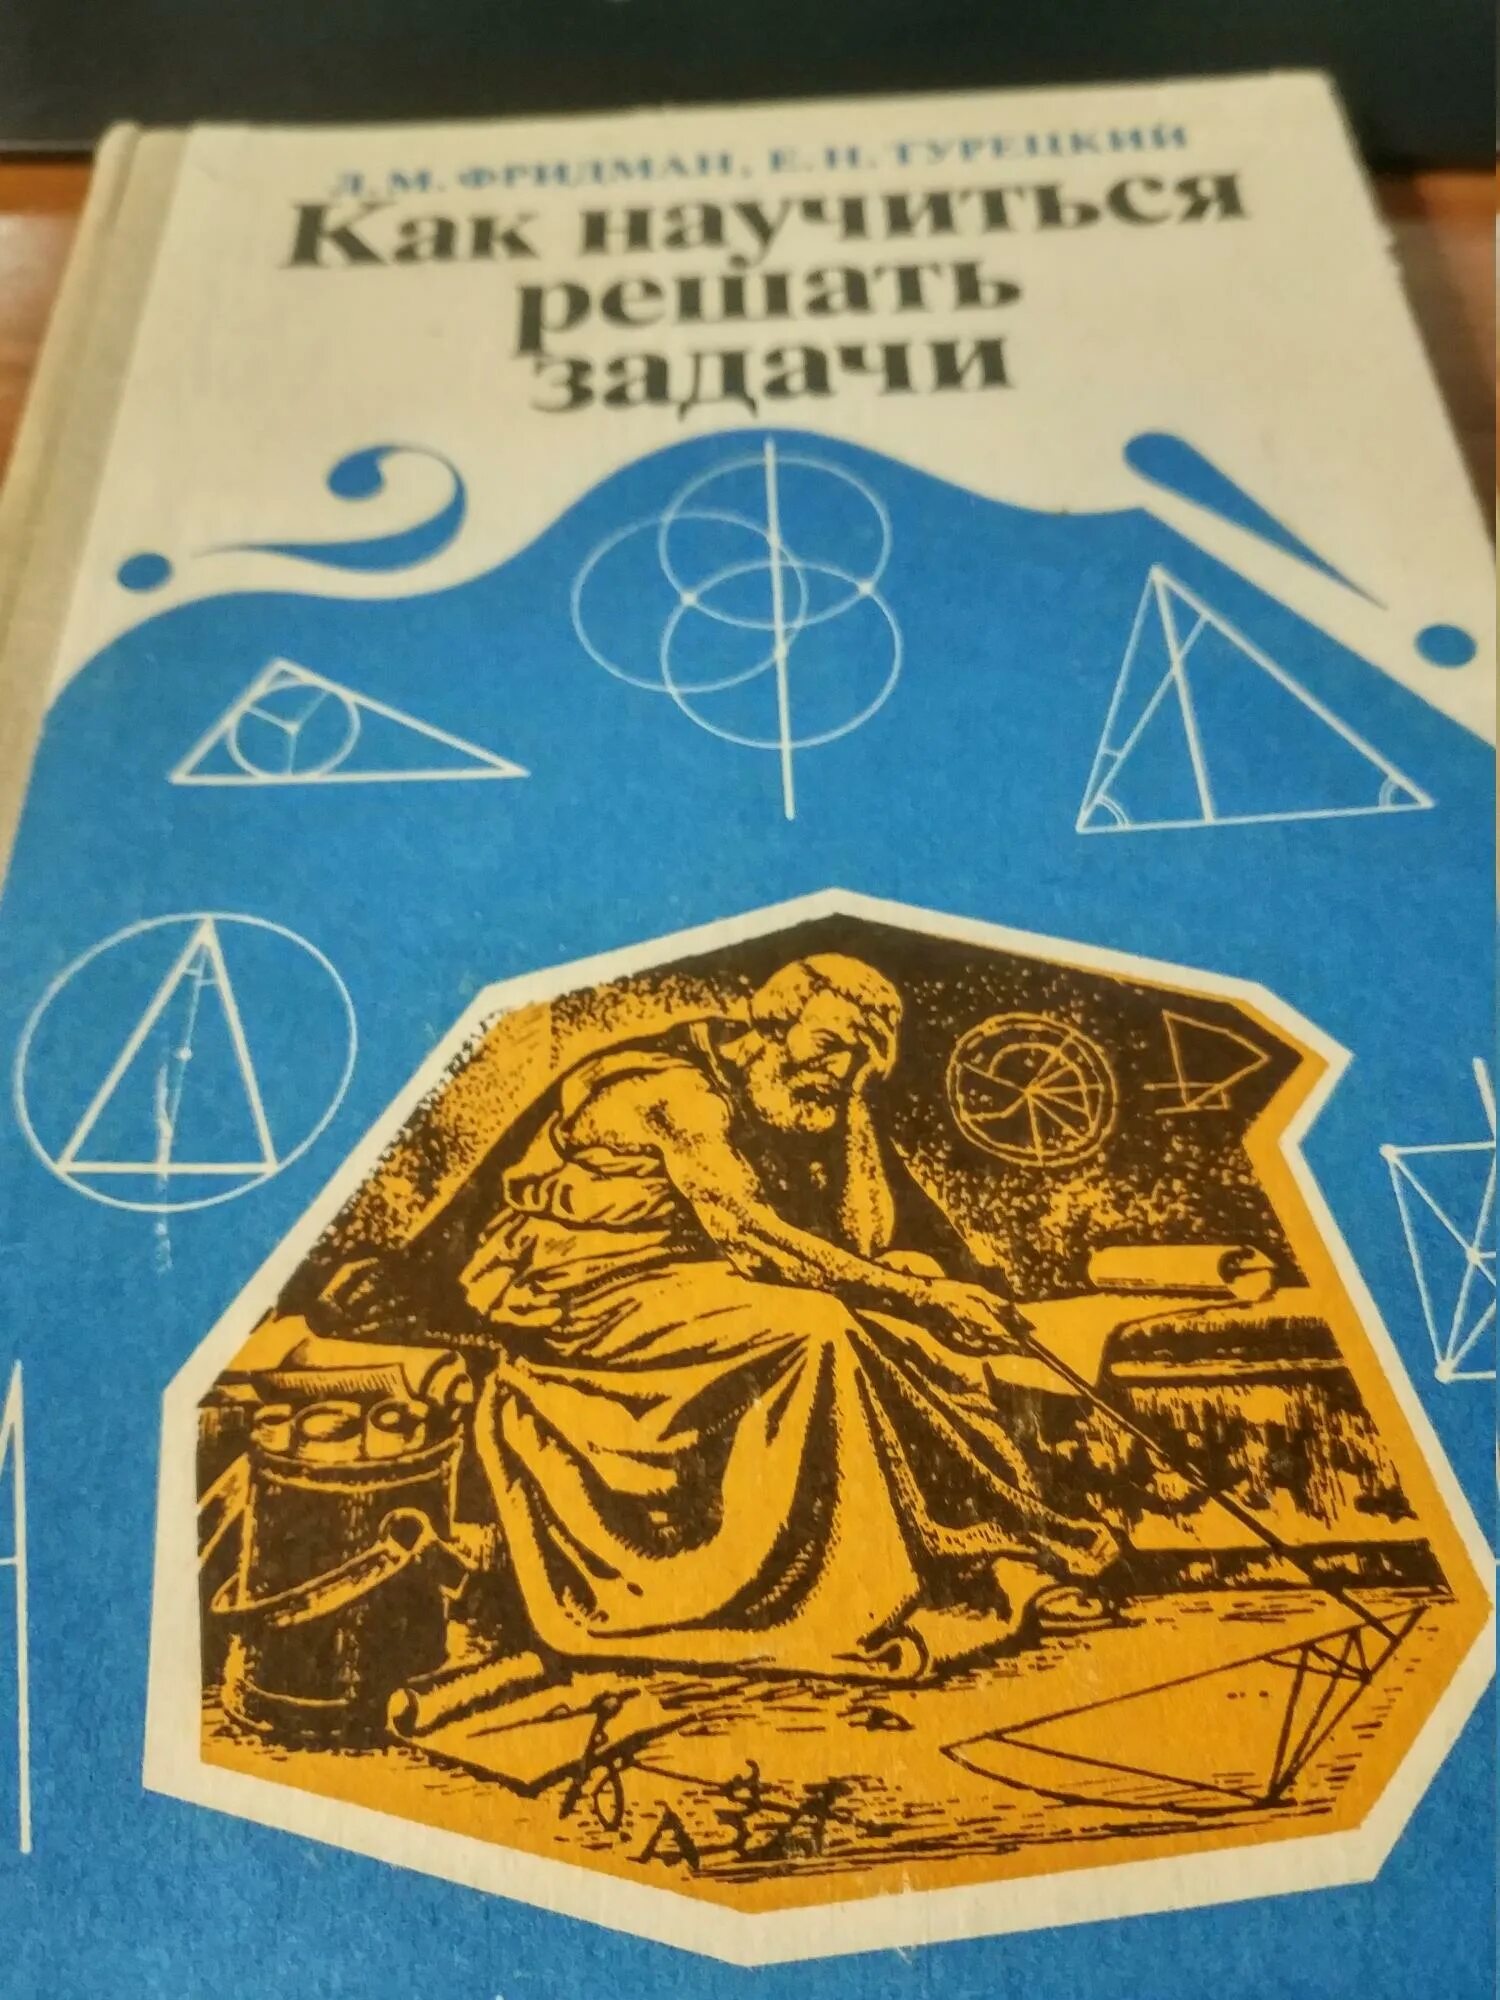 Л.М.ФРИДМАН, Е.Н.ТУРЕЦКИЙ
Как научиться
решать
задачи